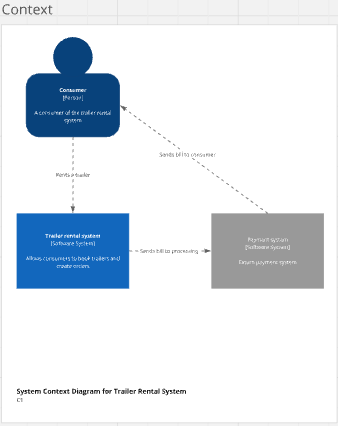 Context
Consumer
[Person]
A consumer of the trailer rental
system
Sends bill to consumer
Rents a trailer
Trailer rental system
[Software System]
Allows consumers to book trailers and
create orders
Sends bill to processing
Payment system
[Software System]
payment system
System Context Diagram for Trailer Rental System
C1